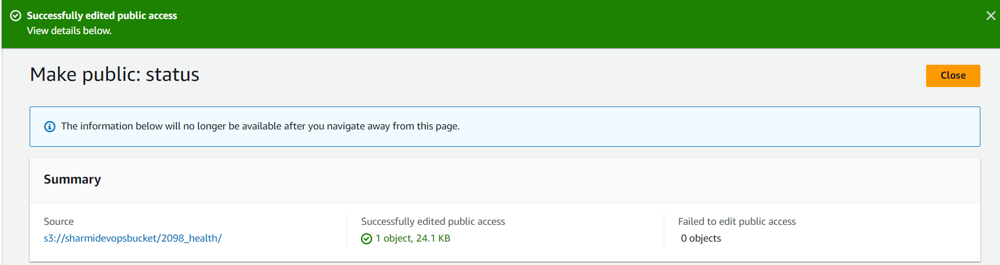 Successfully edited public access
View details below.
Make public: status
Close
The information below will no longer be available after you navigate away from this page.
Summary
Source
Successfully edited public access
Failed to edit public access
s3://sharmidevopsbucket/2098_health/
1 object, 24.1 KB
0 objects